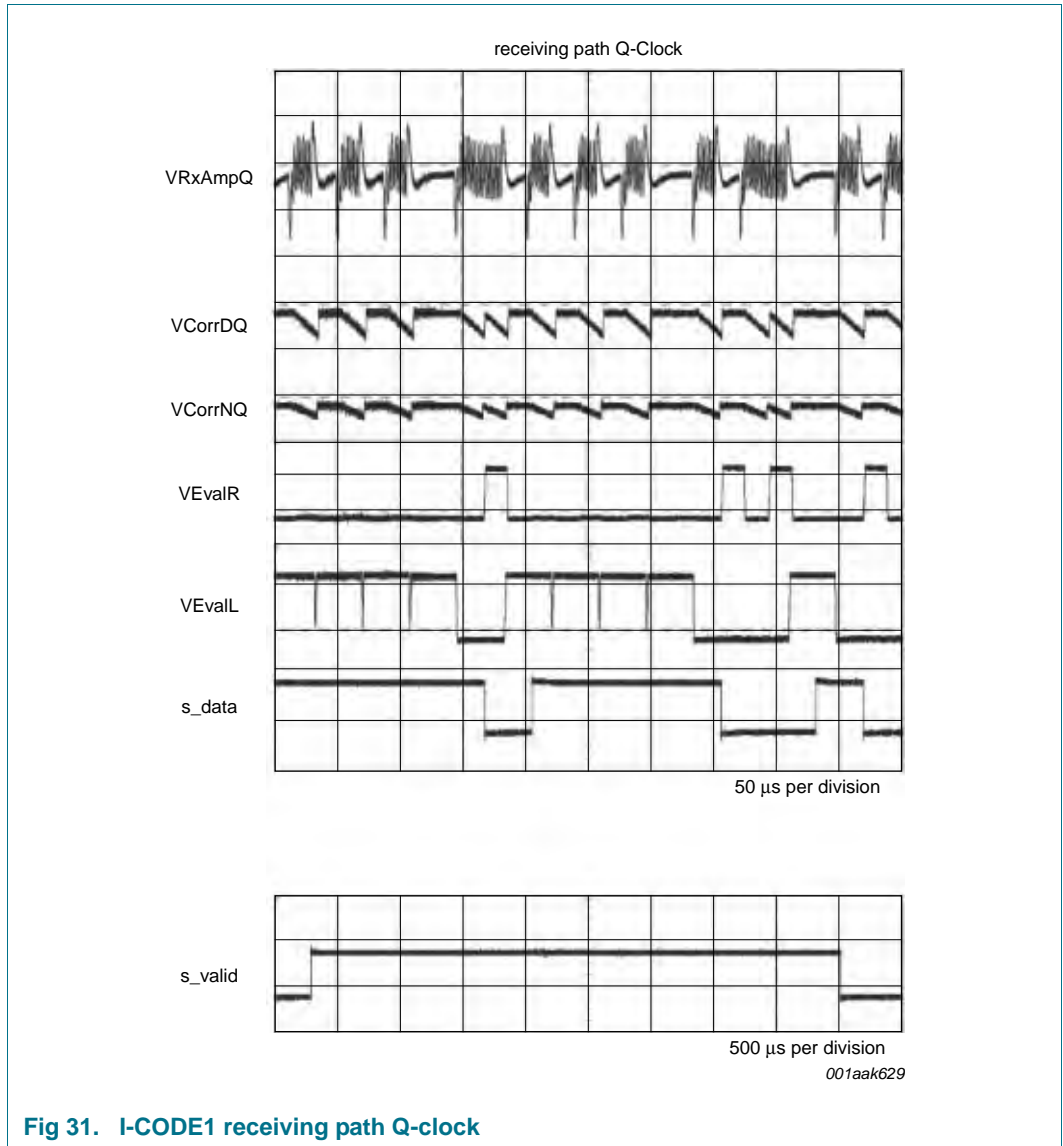 receiving path Q-Clock
VRxAmpQ
VCorrDQ
VCorrNQ
VEvalR
VEvalL
s_data
50 μs per division
s_valid
500 μs per division
001aak629
Fig 31. I-CODE1 receiving path Q-clock